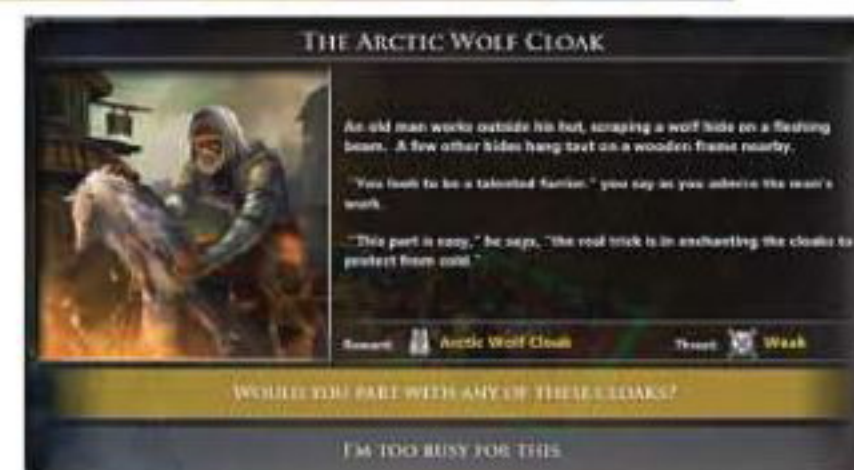 THE ARCTIC WOLF CLOAK
An old man works outside his hut, scraping a wolf hide on a fleshing
beam. A few other hides hang taut on a wooden frame nearby.
"You look to be a talented furrier." you say as you admire the man's
work.
"This part is easy," he says, "the real trick is in enchanting the cloaks to
protect from cold."
Reward: Arctic Wolf Cloak Threat: Weak
WOULD YOU PART WITH ANY OF THESE CLOAKS?
I'M TOO BUSY FOR THIS